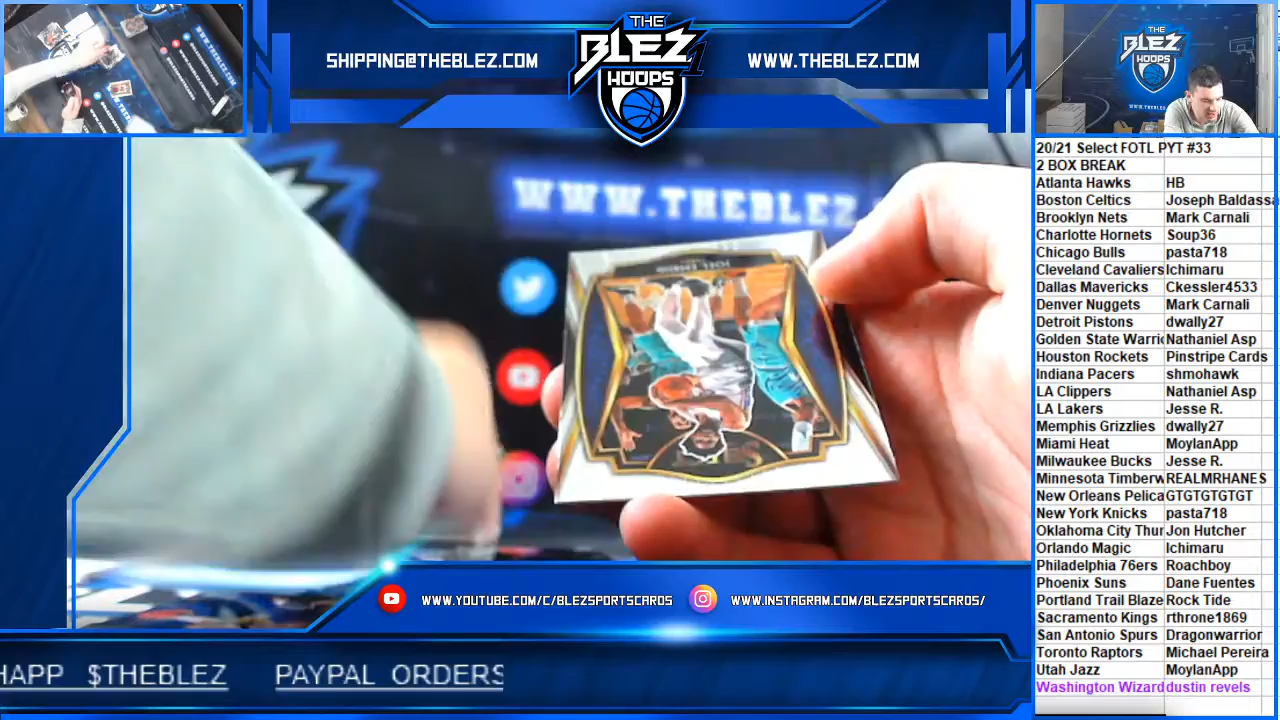 SHIPPING@THEBLEZ.COM
THE
BLEZ
HOOPS
1
WWW.THEBLEZ.COM
WWW.THEBLEZ
JOEL EMBIID
BLEZ
20/21 Select FOTL PYT #33
2 BOX BREAK
Atlanta Hawks HB
Boston Celtics Joseph Baldassa
Brooklyn Nets Mark Carnali
Charlotte Hornets Soup36
Chicago Bulls pasta718
Cleveland Cavaliers Ichimaru
Dallas Mavericks Ckessler4533
Denver Nuggets Mark Carnali
Detroit Pistons dwally27
Golden State Warric Nathaniel Asp
Houston Rockets Pinstripe Cards
Indiana Pacers shmohawk
LA Clippers Nathaniel Asp
LA Lakers Jesse R.
Memphis Grizzlies dwally27
Miami Heat MoylanApp
Milwaukee Bucks Jesse R.
Minnesota Timberw REALMRHANES
New Orleans Pelica GTGTGTGTGT
New York Knicks pasta718
Oklahoma City Thun Jon Hutcher
Orlando Magic Ichimaru
Philadelphia 76ers Roachboy
Phoenix Suns Dane Fuentes
Portland Trail Blaze Rock Tide
Sacramento Kings rthrone1869
San Antonio Spurs Dragonwarrior
Toronto Raptors Michael Pereira
Utah Jazz MoylanApp
Washington Wizard dustin revels
WWW.YOUTUBE.COM/C/BLEZSPORTSCARDS
WWW.INSTAGRAM.COM/BLEZSPORTSCARDS/
HAPP $THEBLEZ PAYPAL ORDERS